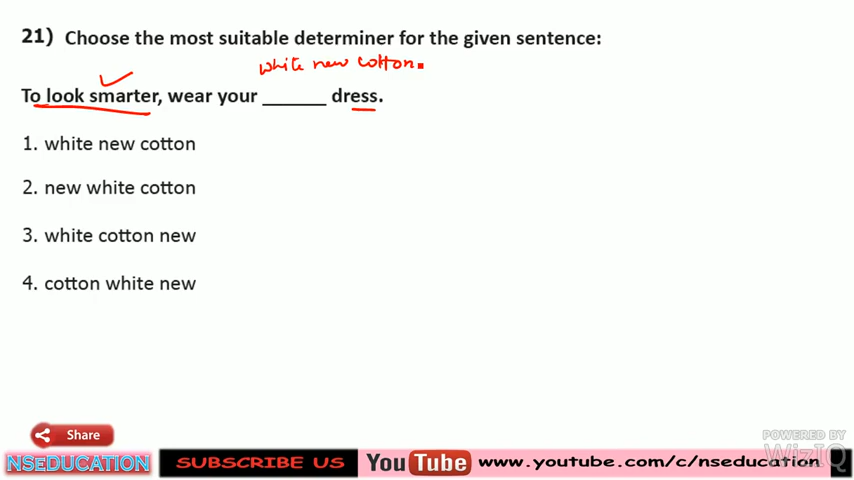 21) Choose the most suitable determiner for the given sentence:
white new cotton.
To look smarter, wear your ______ dress.
1. white new cotton
2. new white cotton
3. white cotton new
4. cotton white new
Share
POWERED BY
WizIQ
NSEDUCATION SUBSCRIBE US YouTube www.youtube.com/c/nseducation